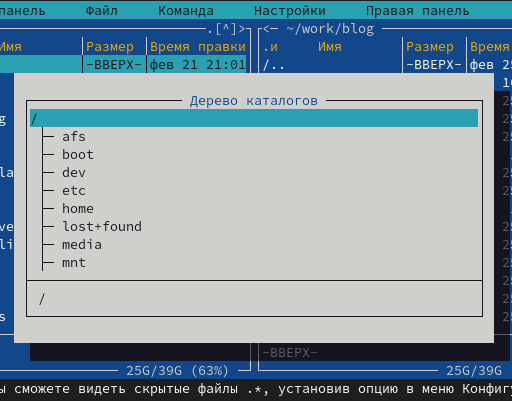 панель Файл Команда Настройки Правая панель
.[^]> <─ ~/work/blog
Имя Размер Время правки .и Имя Размер Время
-ВВЕРХ- фев 21 21:01 /.. -ВВЕРХ- фев 2
Дерево каталогов
/
afs
boot
dev
etc
home
lost+found
media
mnt
/
-ВВЕРХ-
25G/39G (63%) 25G/39G
ы сможете видеть скрытые файлы .*, установив опцию в меню Конфигу